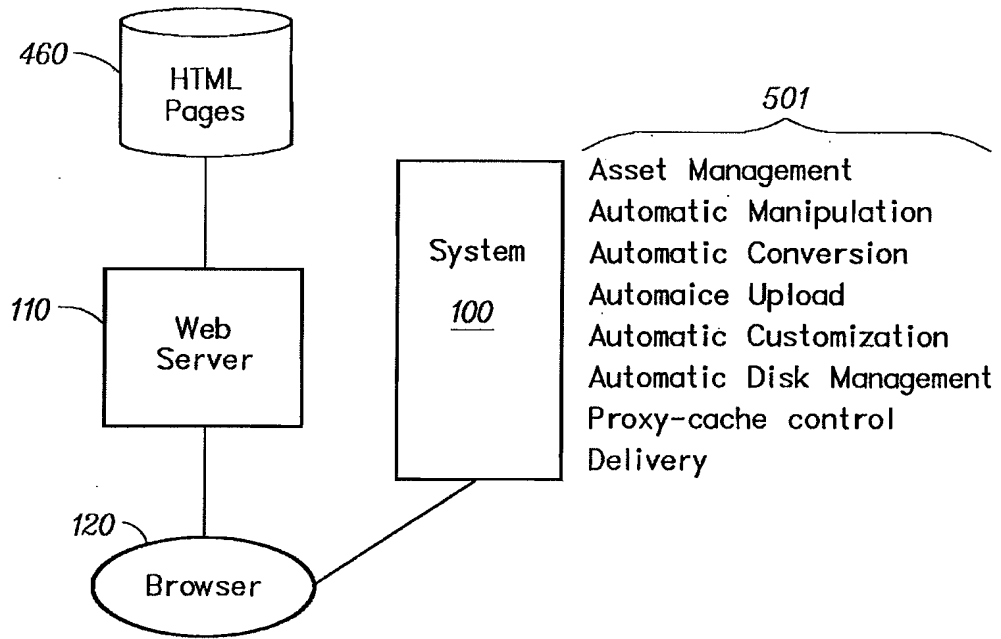 460
HTML
Pages
501
Asset Management
Automatic Manipulation
Automatic Conversion
Automaice Upload
Automatic Customization
Automatic Disk Management
Proxy-cache control
Delivery
System
100
110
Web
Server
120
Browser